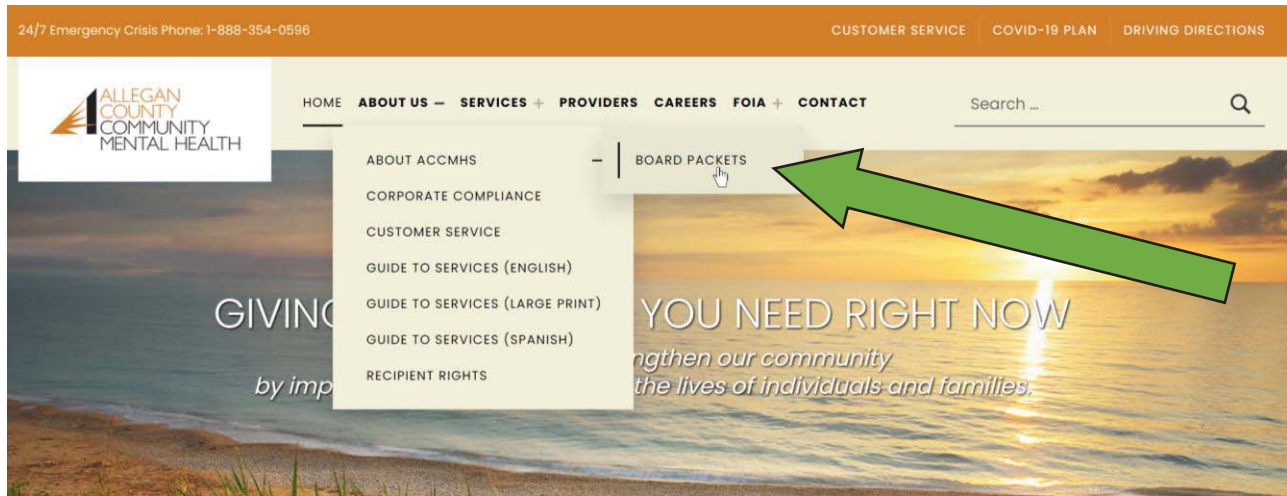 24/7 Emergency Crisis Phone: 1-888-354-0596
CUSTOMER SERVICE COVID-19 PLAN DRIVING DIRECTIONS
ALLEGAN
COUNTY
COMMUNITY
MENTAL HEALTH
HOME ABOUT US – SERVICES + PROVIDERS CAREERS FOIA + CONTACT
Search ...
ABOUT ACCMHS –
BOARD PACKETS
CORPORATE COMPLIANCE
CUSTOMER SERVICE
GUIDE TO SERVICES (ENGLISH)
GUIDE TO SERVICES (LARGE PRINT)
GUIDE TO SERVICES (SPANISH)
RECIPIENT RIGHTS
GIVING YOU NEED RIGHT NOW
our community
by the lives of individuals and families.